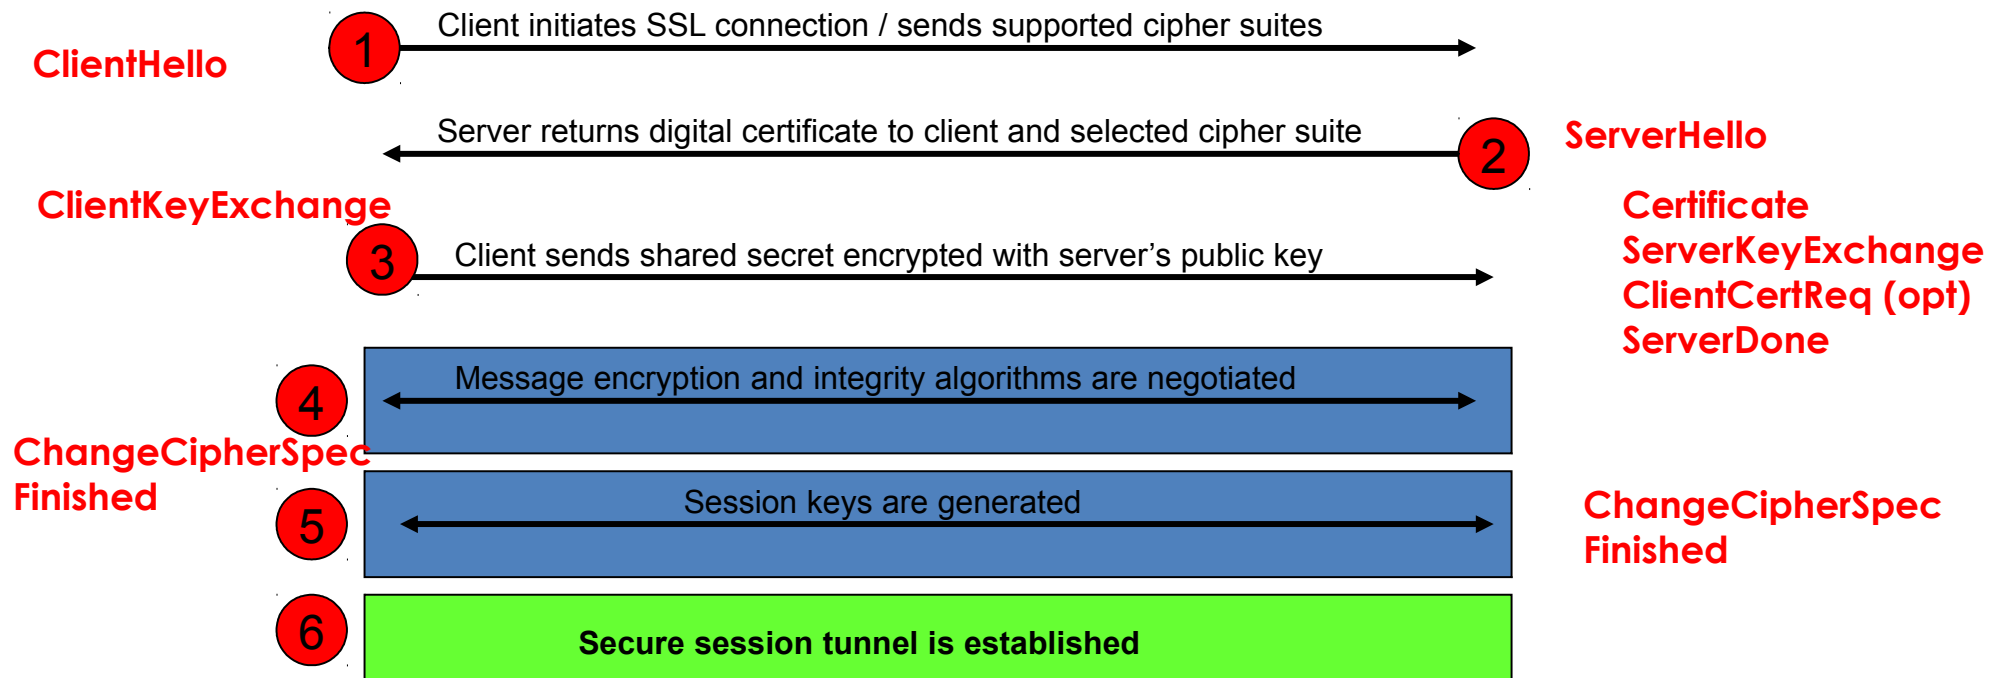 Client initiates SSL connection / sends supported cipher suites
1
ClientHello
Server returns digital certificate to client and selected cipher suite
2
ServerHello
ClientKeyExchange
Certificate
ServerKeyExchange
ClientCertReq (opt)
ServerDone
3
Client sends shared secret encrypted with server’s public key
4
Message encryption and integrity algorithms are negotiated
ChangeCipherSpec
Finished
5
Session keys are generated
ChangeCipherSpec
Finished
6
Secure session tunnel is established